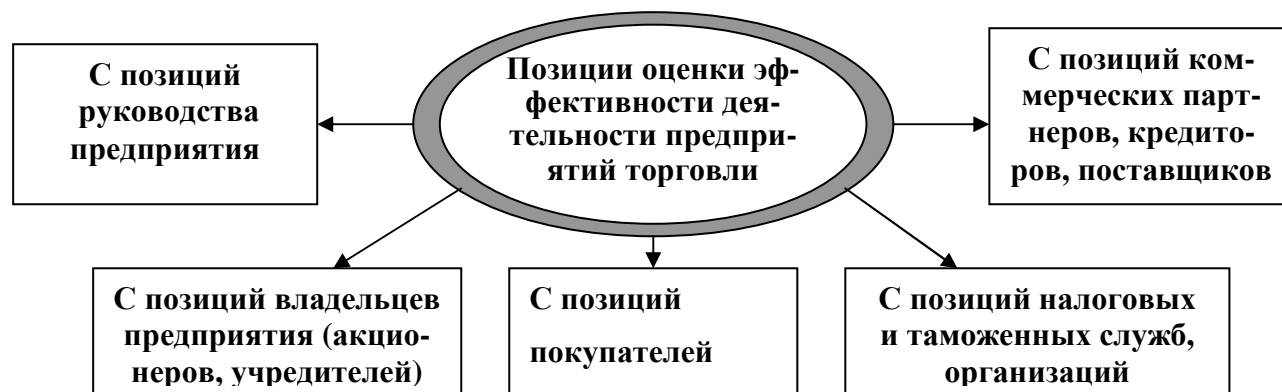 С позиций
руководства
предприятия
Позиции оценки эф-
фективности дея-
тельности предпри-
ятий торговли
С позиций ком-
мерческих парт-
неров, кредито-
ров, поставщиков
С позиций владельцев
предприятия (акцио-
неров, учредителей)
С позиций
покупателей
С позиций налоговых
и таможенных служб,
организаций